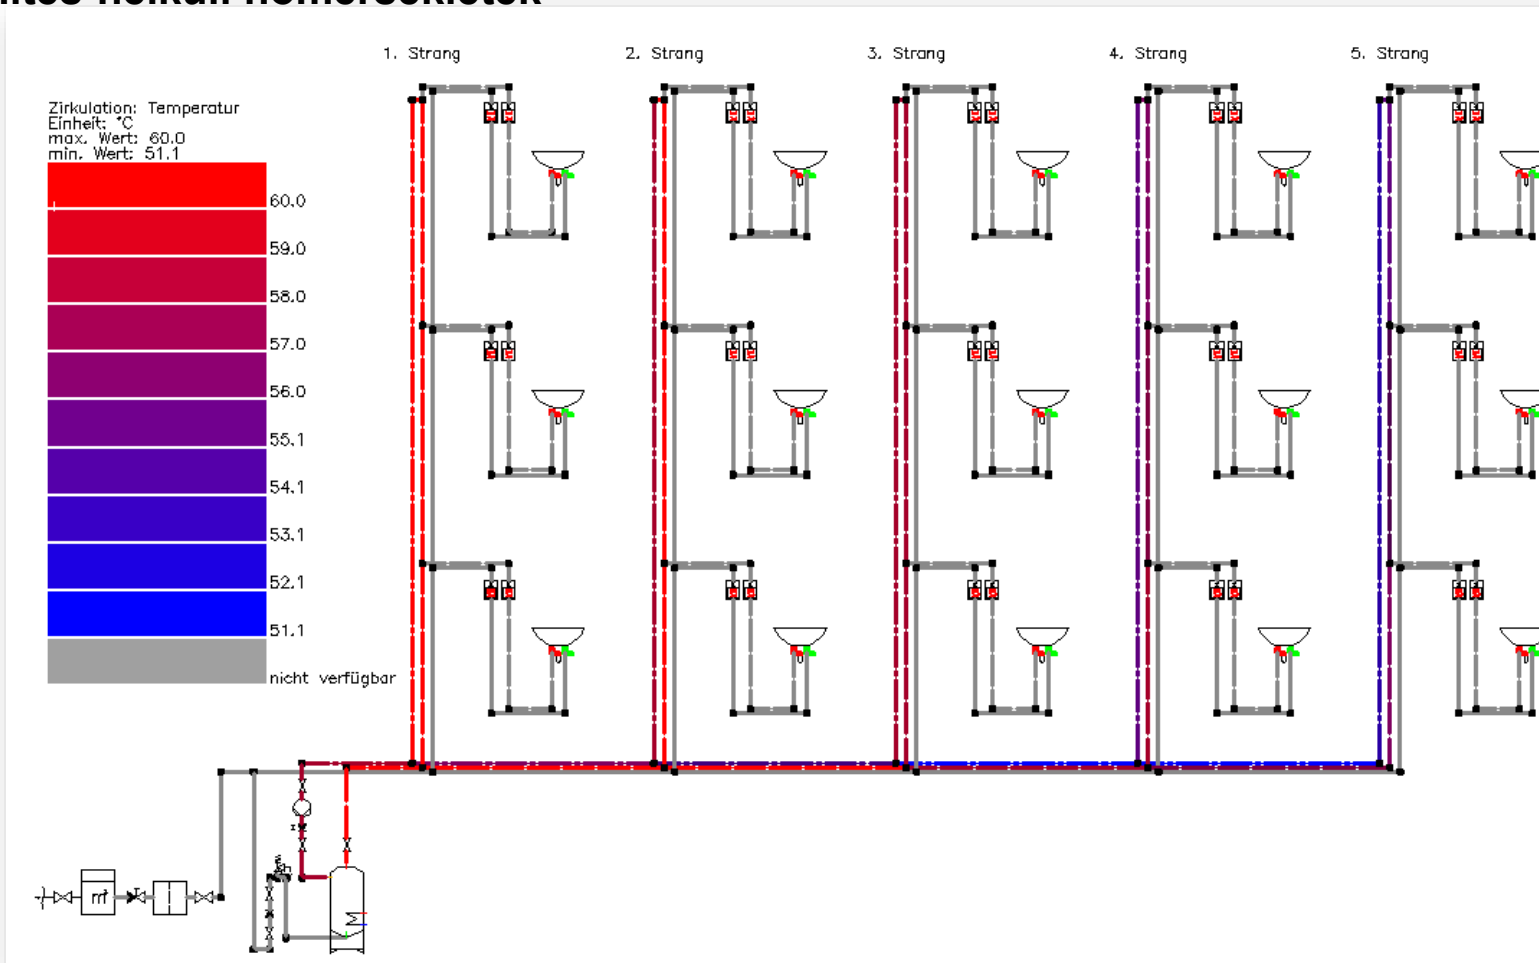 1. Strang 2. Strang 3. Strang 4. Strang 5. Strang
Zirkulation: Temperatur
Einheit: °C
max. Wert: 60.0
min. Wert: 51.1
60.0
59.0
58.0
57.0
56.0
55.1
54.1
53.1
52.1
51.1
nicht verfügbar